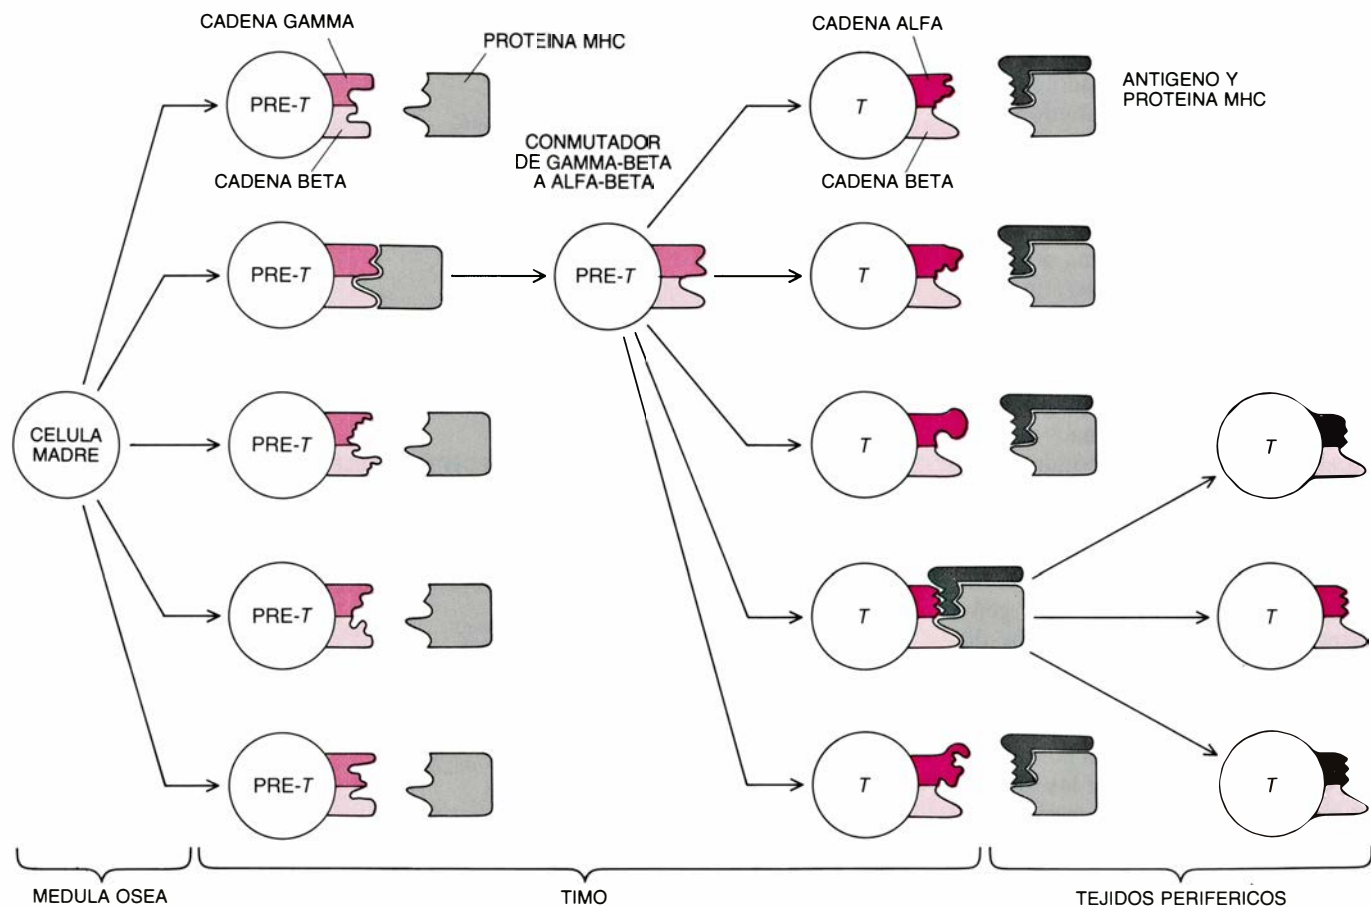 CADENA GAMMA
PROTEINA MHC
PRE-T
CADENA BETA
CADENA ALFA
T
CADENA BETA
ANTIGENO Y
PROTEINA MHC
CONMUTADOR
DE GAMMA-BETA
A ALFA-BETA
PRE-T
PRE-T
T
CELULA
MADRE
PRE-T
T
T
PRE-T
T
T
PRE-T
T
T
MEDULA OSEA
TIMO
TEJIDOS PERIFERICOS